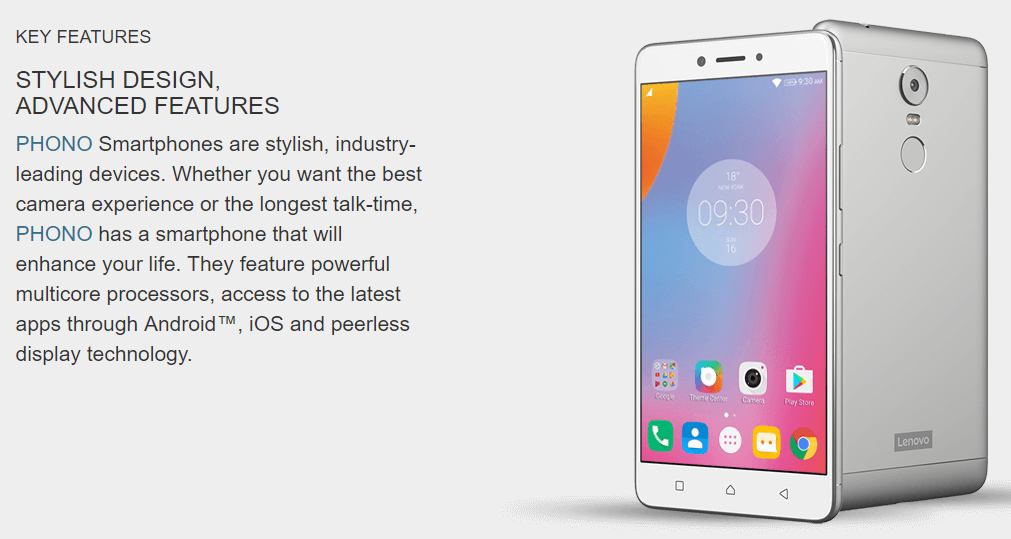 KEY FEATURES
STYLISH DESIGN,
ADVANCED FEATURES
PHONO Smartphones are stylish, industry-
leading devices. Whether you want the best
camera experience or the longest talk-time,
PHONO has a smartphone that will
enhance your life. They feature powerful
multicore processors, access to the latest
apps through Android™, iOS and peerless
display technology.
9:30 AM
18°
NEW YORK
09:30
SUN
16
Google
Theme Center
Camera
Play Store
Lenovo